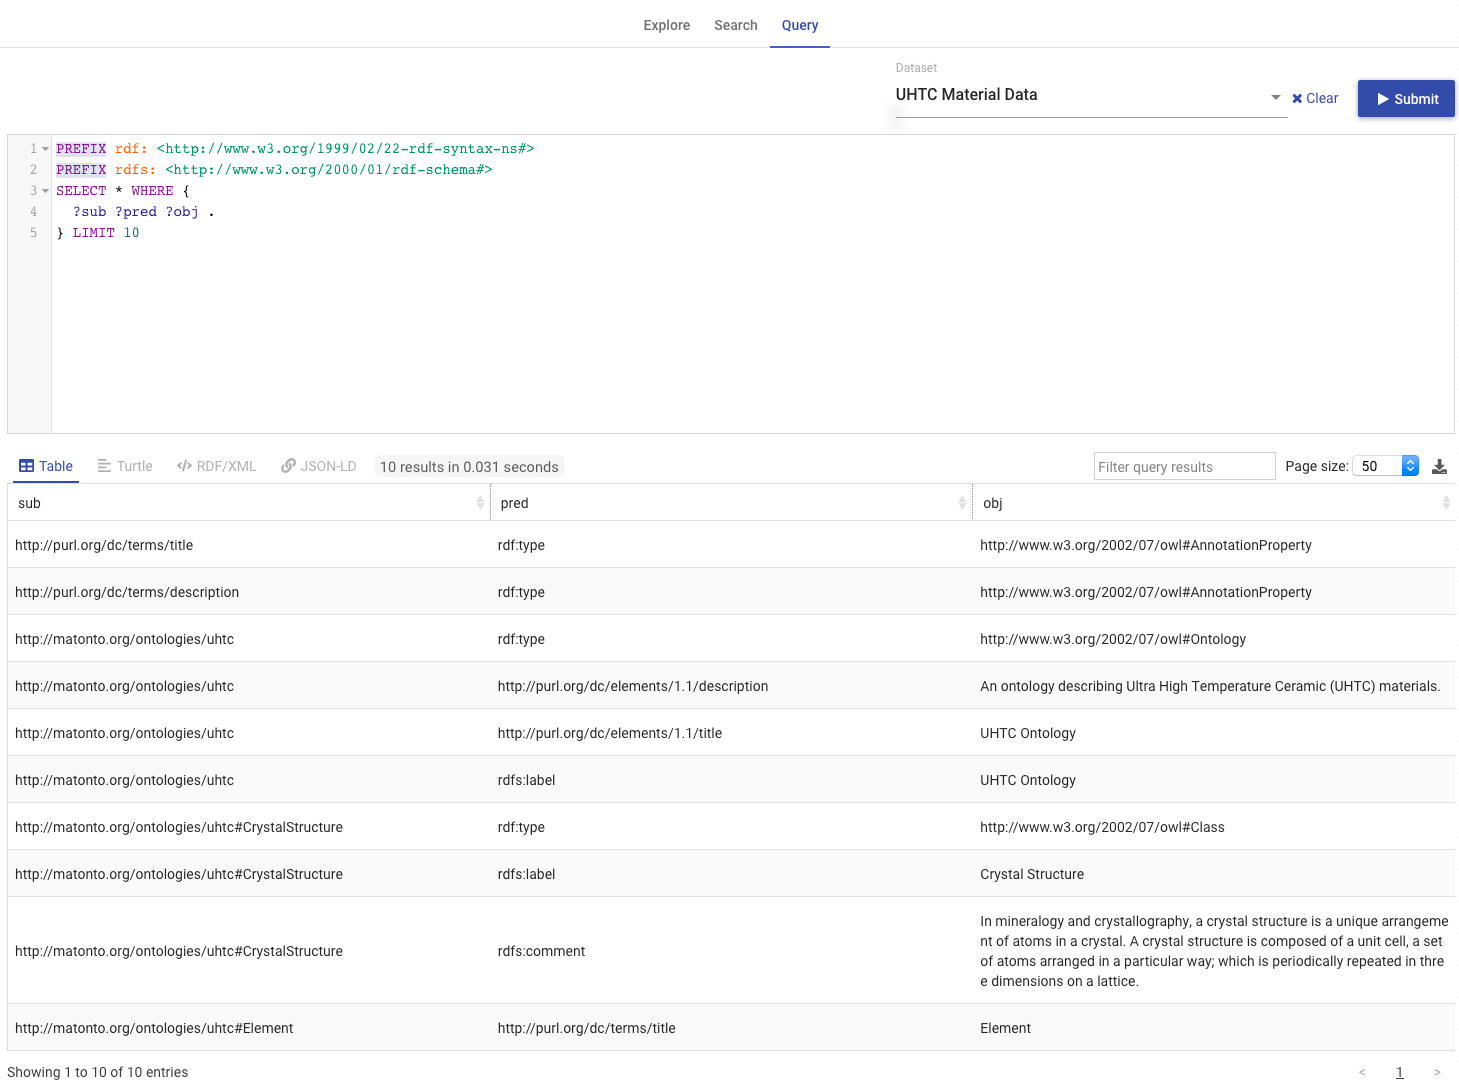 Explore Search Query
Dataset
UHTC Material Data
Clear
Submit
1 PREFIX rdf: <http://www.w3.org/1999/02/22-rdf-syntax-ns#>
2 PREFIX rdfs: <http://www.w3.org/2000/01/rdf-schema#>
3 SELECT * WHERE {
4 ?sub ?pred ?obj .
5 } LIMIT 10
Table Turtle RDF/XML JSON-LD 10 results in 0.031 seconds Filter query results Page size: 50
sub pred obj
http://purl.org/dc/terms/title rdf:type http://www.w3.org/2002/07/owl#AnnotationProperty
http://purl.org/dc/terms/description rdf:type http://www.w3.org/2002/07/owl#AnnotationProperty
http://matonto.org/ontologies/uhtc rdf:type http://www.w3.org/2002/07/owl#Ontology
http://matonto.org/ontologies/uhtc http://purl.org/dc/elements/1.1/description An ontology describing Ultra High Temperature Ceramic (UHTC) materials.
http://matonto.org/ontologies/uhtc http://purl.org/dc/elements/1.1/title UHTC Ontology
http://matonto.org/ontologies/uhtc rdfs:label UHTC Ontology
http://matonto.org/ontologies/uhtc#CrystalStructure rdf:type http://www.w3.org/2002/07/owl#Class
http://matonto.org/ontologies/uhtc#CrystalStructure rdfs:label Crystal Structure
http://matonto.org/ontologies/uhtc#CrystalStructure rdfs:comment In mineralogy and crystallography, a crystal structure is a unique arrangeme
nt of atoms in a crystal. A crystal structure is composed of a unit cell, a set
of atoms arranged in a particular way; which is periodically repeated in thre
e dimensions on a lattice.
http://matonto.org/ontologies/uhtc#Element http://purl.org/dc/terms/title Element
Showing 1 to 10 of 10 entries < 1 >